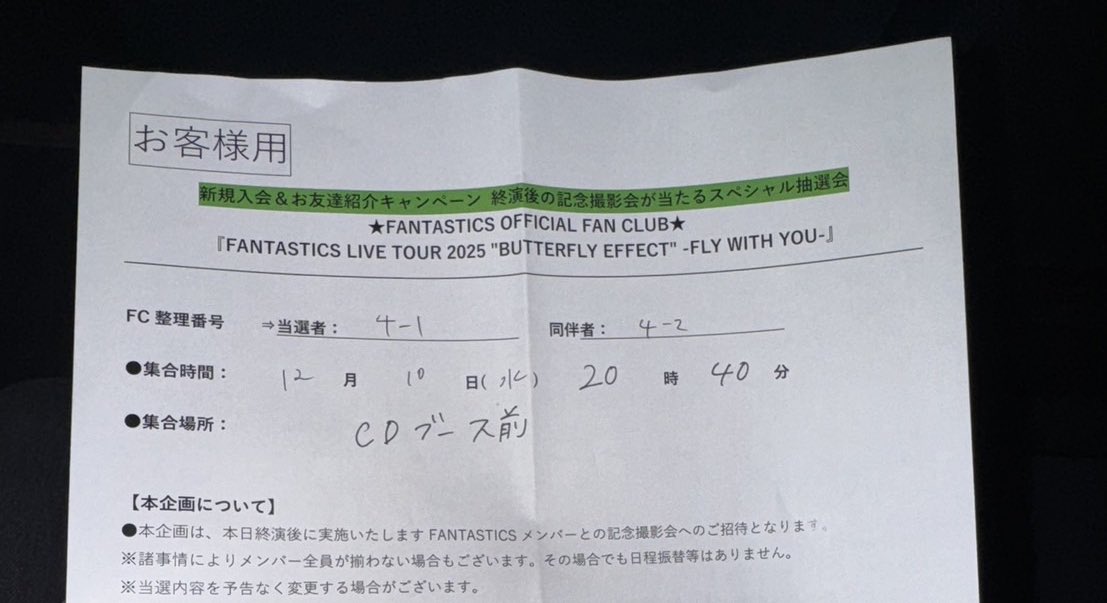 お客様用
新規入会＆お友達紹介キャンペーン 終演後の記念撮影会が当たるスペシャル抽選会
★FANTASTICS OFFICIAL FAN CLUB★
『FANTASTICS LIVE TOUR 2025 "BUTTERFLY EFFECT" -FLY WITH YOU-』
FC 整理番号 ⇒当選者： 4-1 同伴者： 4-2
●集合時間： 12 月 10 日( 水 ) 20 時 40 分
●集合場所： CDブース前
【本企画について】
●本企画は、本日終演後に実施いたします FANTASTICS メンバーとの記念撮影会へのご招待となります。
※諸事情によりメンバー全員が揃わない場合もございます。その場合でも日程振替等はありません。
※当選内容を予告なく変更する場合がございます。